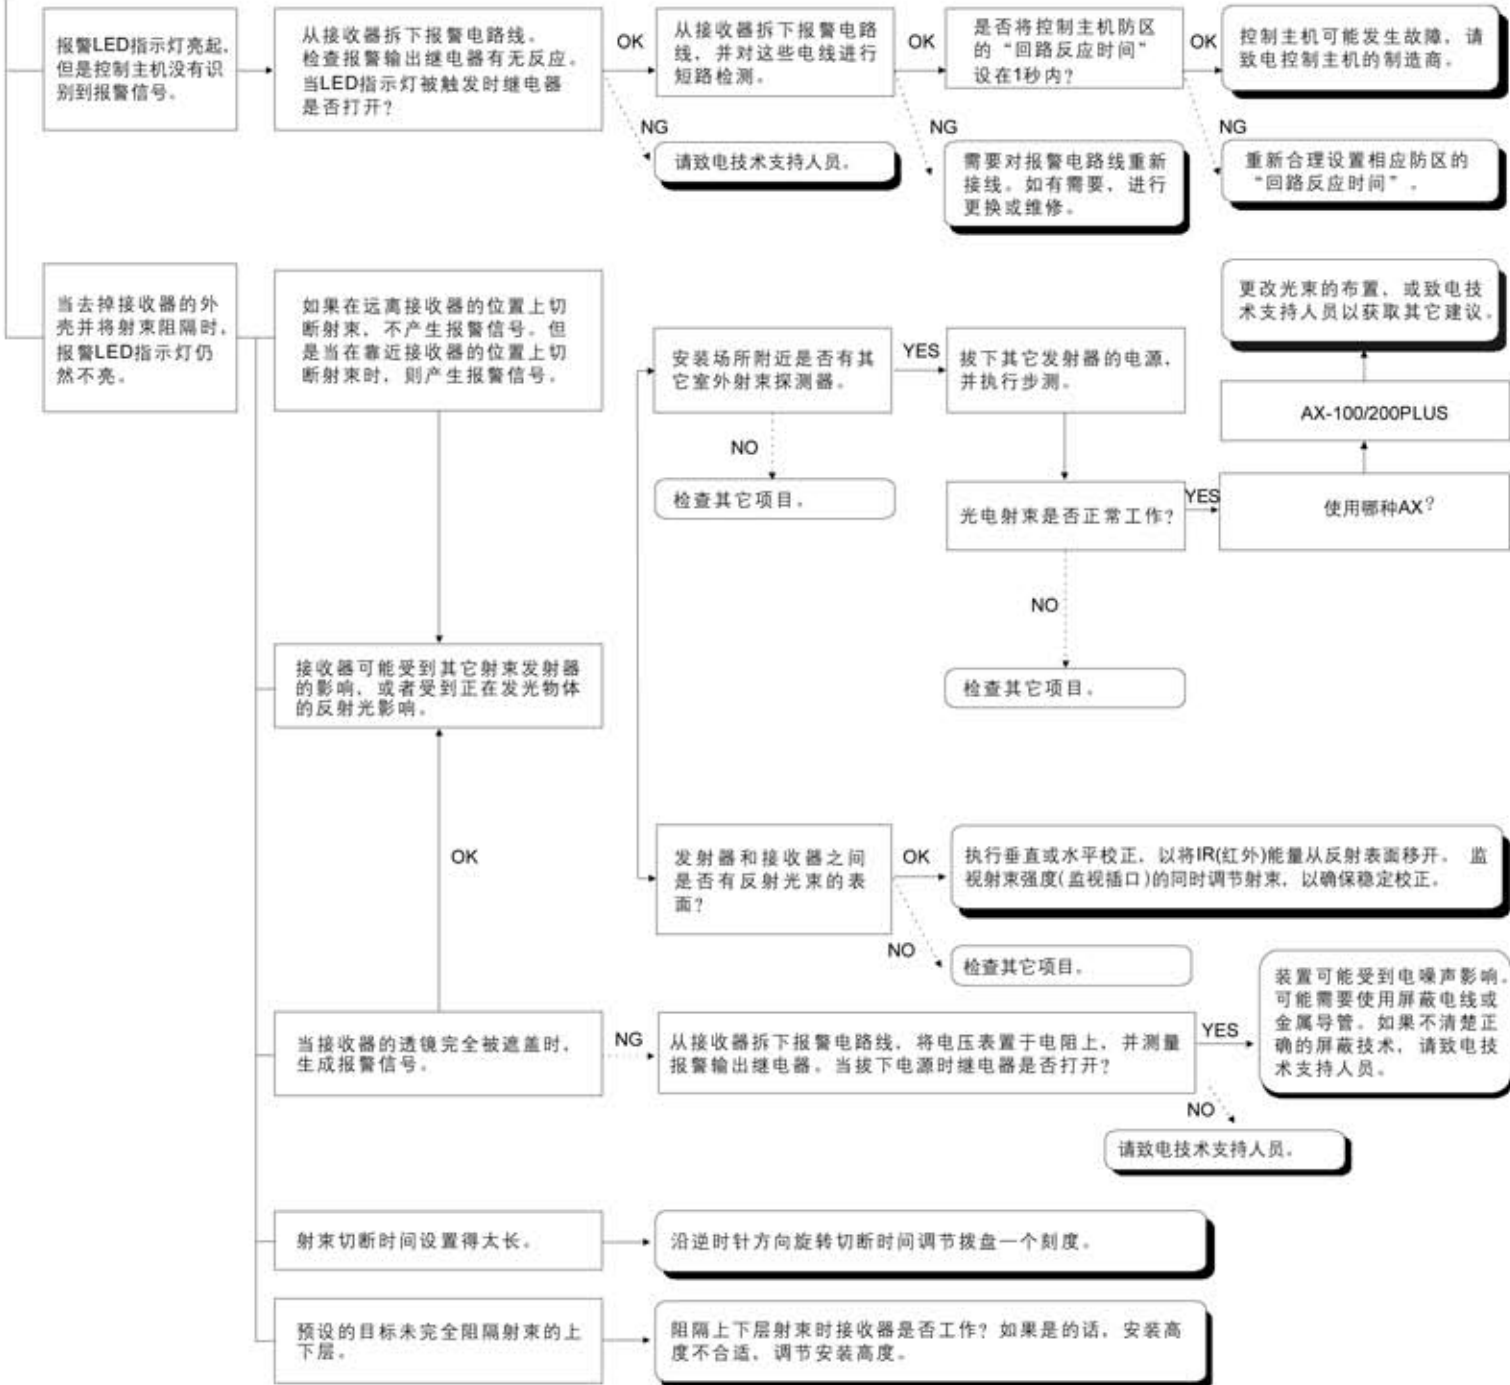 报警LED指示灯亮起，
但是控制主机没有识
别到报警信号。
从接收器拆下报警电路线。
检查报警输出继电器有无反应。
当LED指示灯被触发时继电器
是否打开？
OK
从接收器拆下报警电路
线，并对这些电线进行
短路检测。
OK
是否将控制主机防区
的“回路反应时间”
设在1秒内？
OK
控制主机可能发生故障，请
致电控制主机的制造商。
NG
请致电技术支持人员。
NG
需要对报警电路线重新
接线。如有需要，进行
更换或维修。
NG
重新合理设置相应防区的
“回路反应时间”。
当去掉接收器的外
壳并将射束阻隔时，
报警LED指示灯仍
然不亮。
如果在远离接收器的位置上切
断射束，不产生报警信号。但
是当在靠近接收器的位置上切
断射束时，则产生报警信号。
安装场所附近是否有其
它室外射束探测器。
YES
拔下其它发射器的电源，
并执行步测。
更改光束的布置，或致电技
术支持人员以获取其它建议。
AX-100/200PLUS
NO
检查其它项目。
光电射束是否正常工作？
YES
使用哪种AX？
NO
检查其它项目。
接收器可能受到其它射束发射器
的影响，或者受到正在发光物体
的反射光影响。
OK
发射器和接收器之间
是否有反射光束的表
面？
OK
执行垂直或水平校正，以将IR(红外)能量从反射表面移开。 监
视射束强度(监视插口)的同时调节射束，以确保稳定校正。
NO
检查其它项目。
当接收器的透镜完全被遮盖时，
生成报警信号。
NG
从接收器拆下报警电路线，将电压表置于电阻上，并测量
报警输出继电器。当拔下电源时继电器是否打开？
YES
装置可能受到电噪声影响。
可能需要使用屏蔽电线或
金属导管。如果不清楚正
确的屏蔽技术，请致电技
术支持人员。
NO
请致电技术支持人员。
射束切断时间设置得太长。
沿逆时针方向旋转切断时间调节拨盘一个刻度。
预设的目标未完全阻隔射束的上
下层。
阻隔上下层射束时接收器是否工作？如果是的话，安装高
度不合适，调节安装高度。